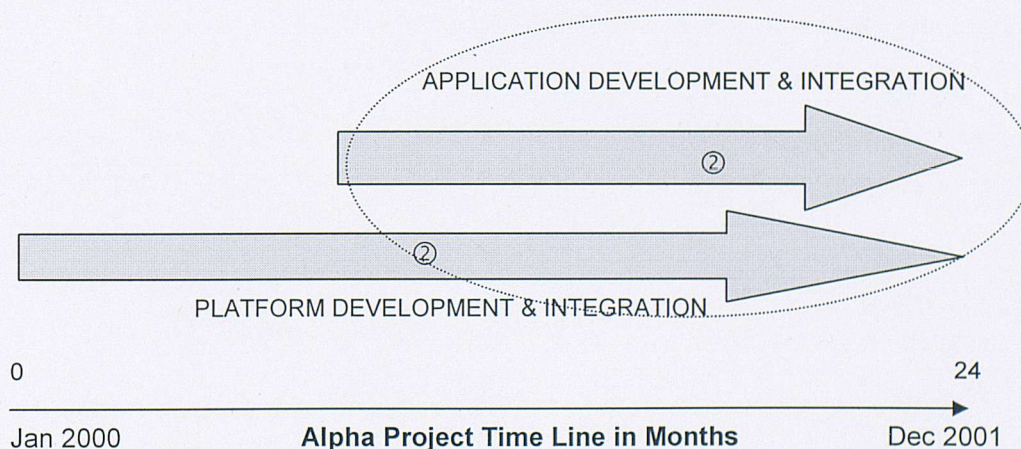 APPLICATION DEVELOPMENT & INTEGRATION
②
②
PLATFORM DEVELOPMENT & INTEGRATION
0 24
Jan 2000 Alpha Project Time Line in Months Dec 2001